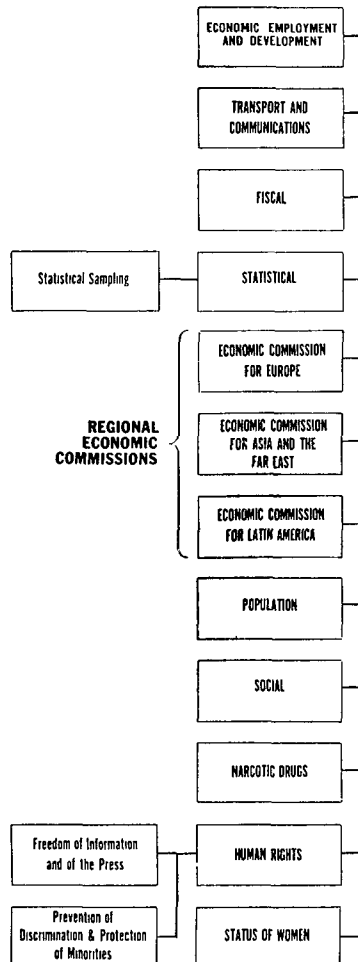 ECONOMIC EMPLOYMENT
AND DEVELOPMENT
TRANSPORT AND
COMMUNICATIONS
FISCAL
Statistical Sampling
STATISTICAL
REGIONAL
ECONOMIC
COMMISSIONS
ECONOMIC COMMISSION
FOR EUROPE
ECONOMIC COMMISSION
FOR ASIA AND THE
FAR EAST
ECONOMIC COMMISSION
FOR LATIN AMERICA
POPULATION
SOCIAL
NARCOTIC DRUGS
Freedom of Information
and of the Press
HUMAN RIGHTS
Prevention of
Discrimination & Protection
of Minorities
STATUS OF WOMEN